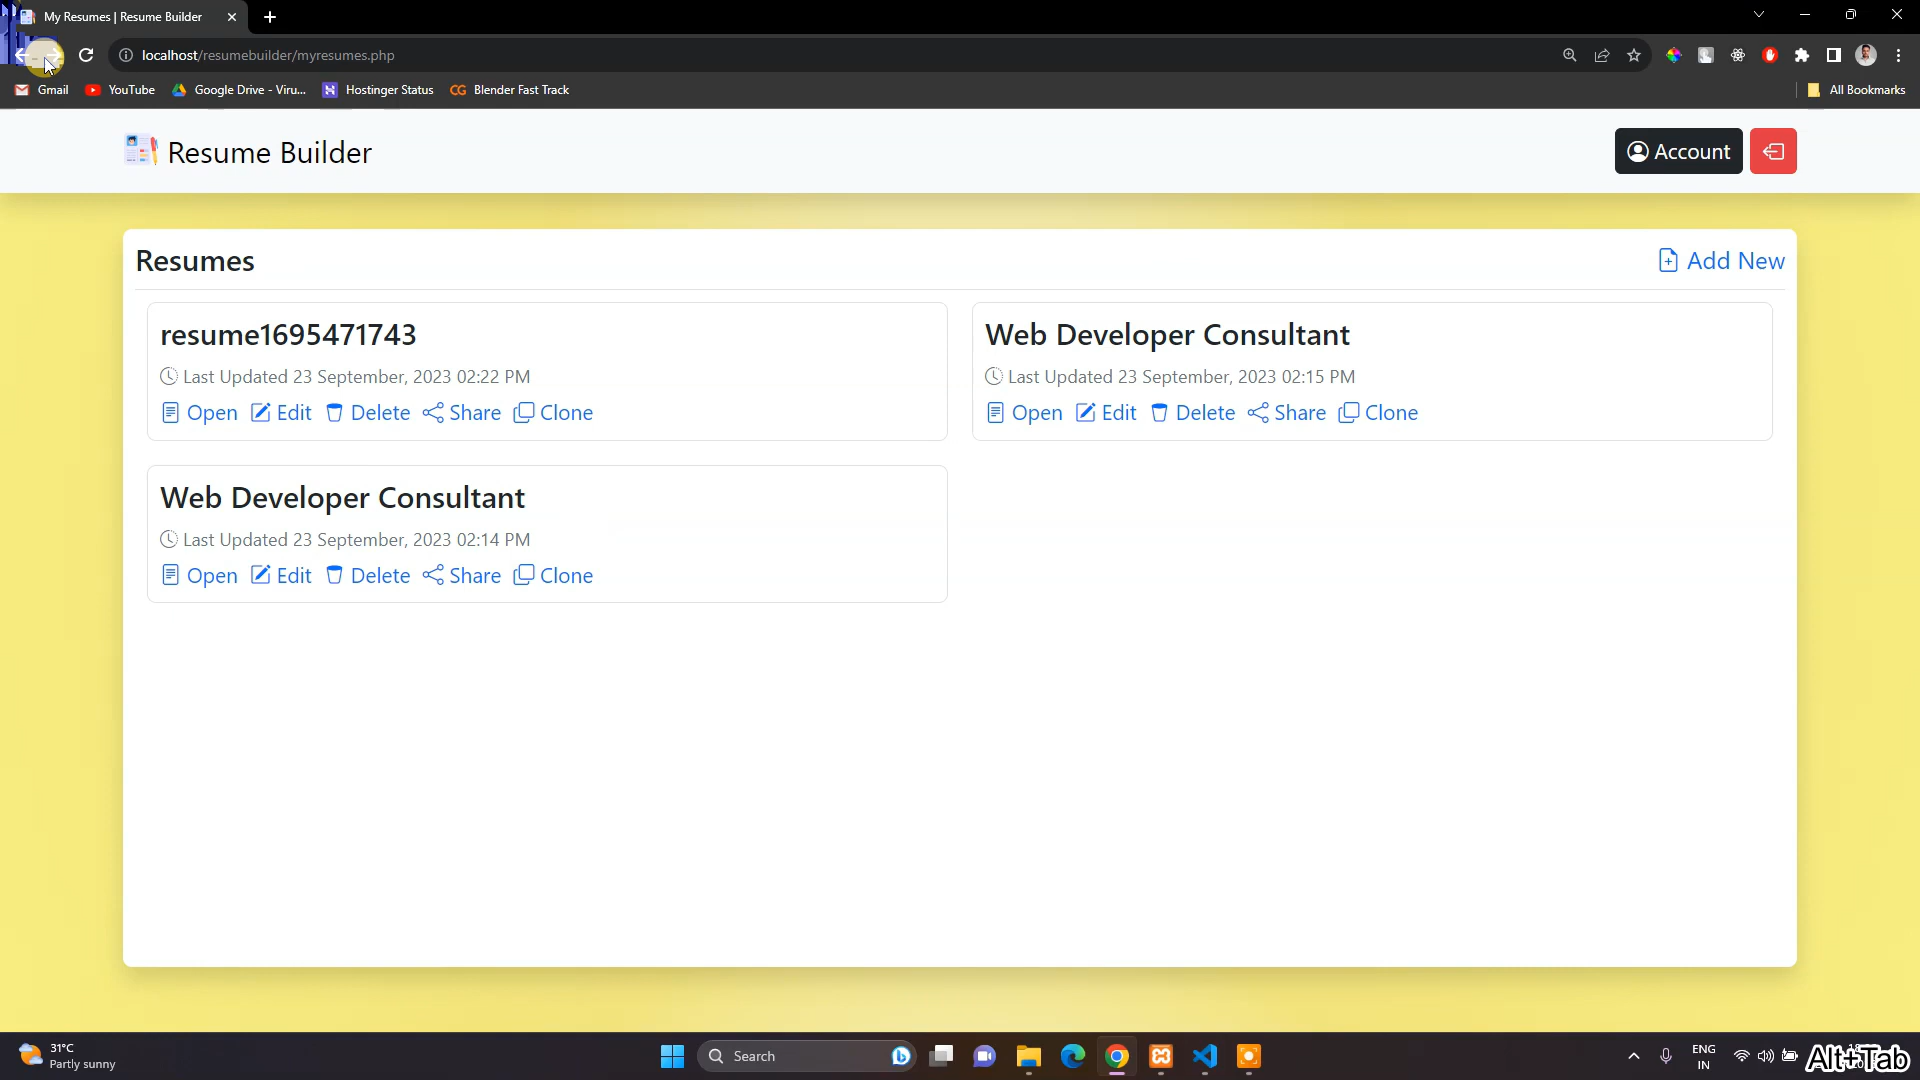 My Resumes | Resume Builder
localhost/resumebuilder/myresumes.php
Gmail YouTube Google Drive - Viru... Hostinger Status CG Blender Fast Track All Bookmarks
Resume Builder
Account
Resumes
Add New
resume1695471743
Last Updated 23 September, 2023 02:22 PM
Open Edit Delete Share Clone
Web Developer Consultant
Last Updated 23 September, 2023 02:15 PM
Open Edit Delete Share Clone
Web Developer Consultant
Last Updated 23 September, 2023 02:14 PM
Open Edit Delete Share Clone
31°C
Partly sunny
Search
ENG
IN
Alt+Tab